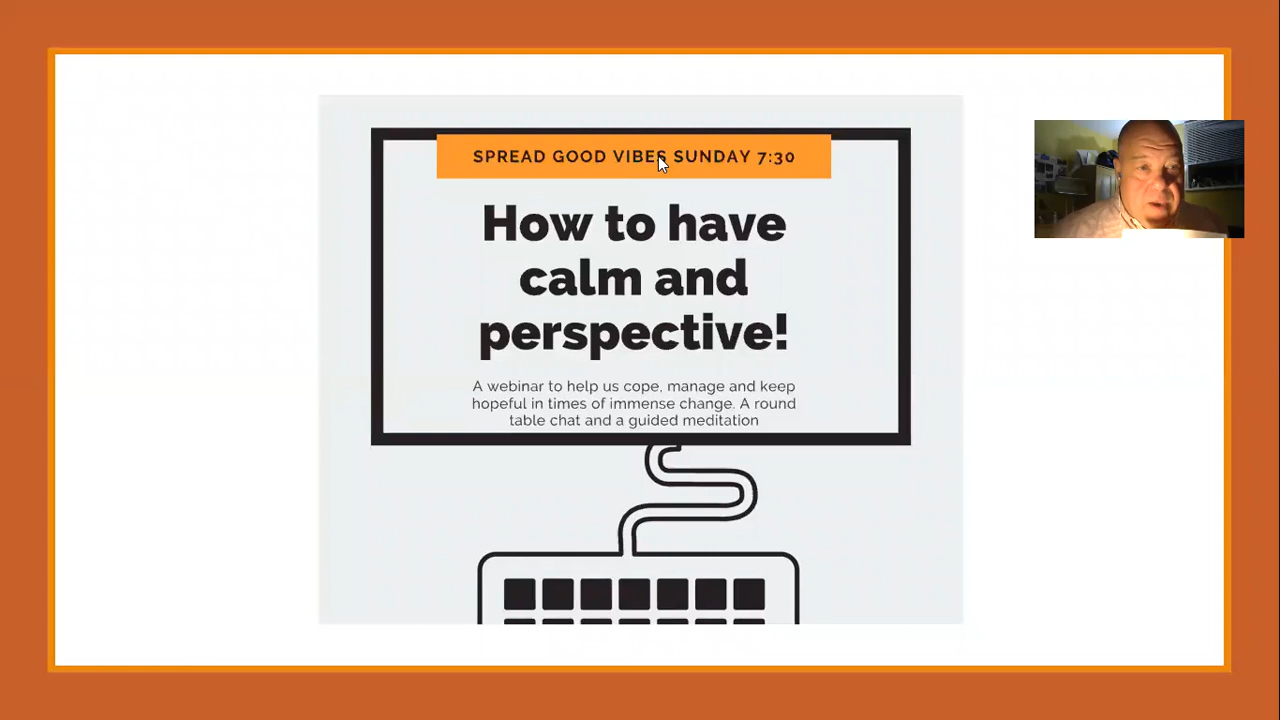 SPREAD GOOD VIBES SUNDAY 7:30
How to have
calm and
perspective!
A webinar to help us cope, manage and keep
hopeful in times of immense change. A round
table chat and a guided meditation